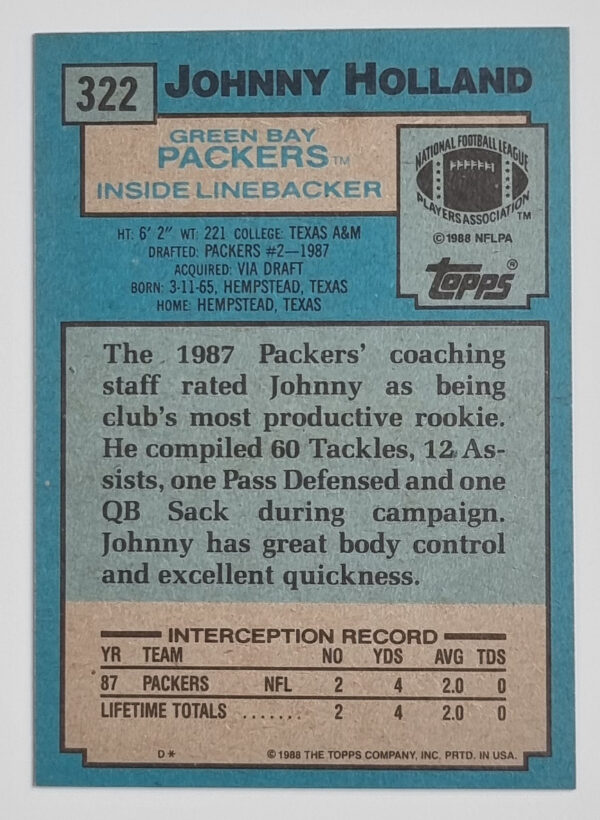 322
JOHNNY HOLLAND
GREEN BAY
PACKERS™
INSIDE LINEBACKER
NATIONAL FOOTBALL LEAGUE
PLAYERS ASSOCIATION™
©1988 NFLPA
topps®
HT: 6' 2" WT: 221 COLLEGE: TEXAS A&M
DRAFTED: PACKERS #2—1987
ACQUIRED: VIA DRAFT
BORN: 3-11-65, HEMPSTEAD, TEXAS
HOME: HEMPSTEAD, TEXAS
The 1987 Packers' coaching
staff rated Johnny as being
club's most productive rookie.
He compiled 60 Tackles, 12 As-
sists, one Pass Defensed and one
QB Sack during campaign.
Johnny has great body control
and excellent quickness.
INTERCEPTION RECORD
YR TEAM NO YDS AVG TDS
87 PACKERS NFL 2 4 2.0 0
LIFETIME TOTALS ....... 2 4 2.0 0
D* ©1988 THE TOPPS COMPANY, INC. PRTD. IN USA.